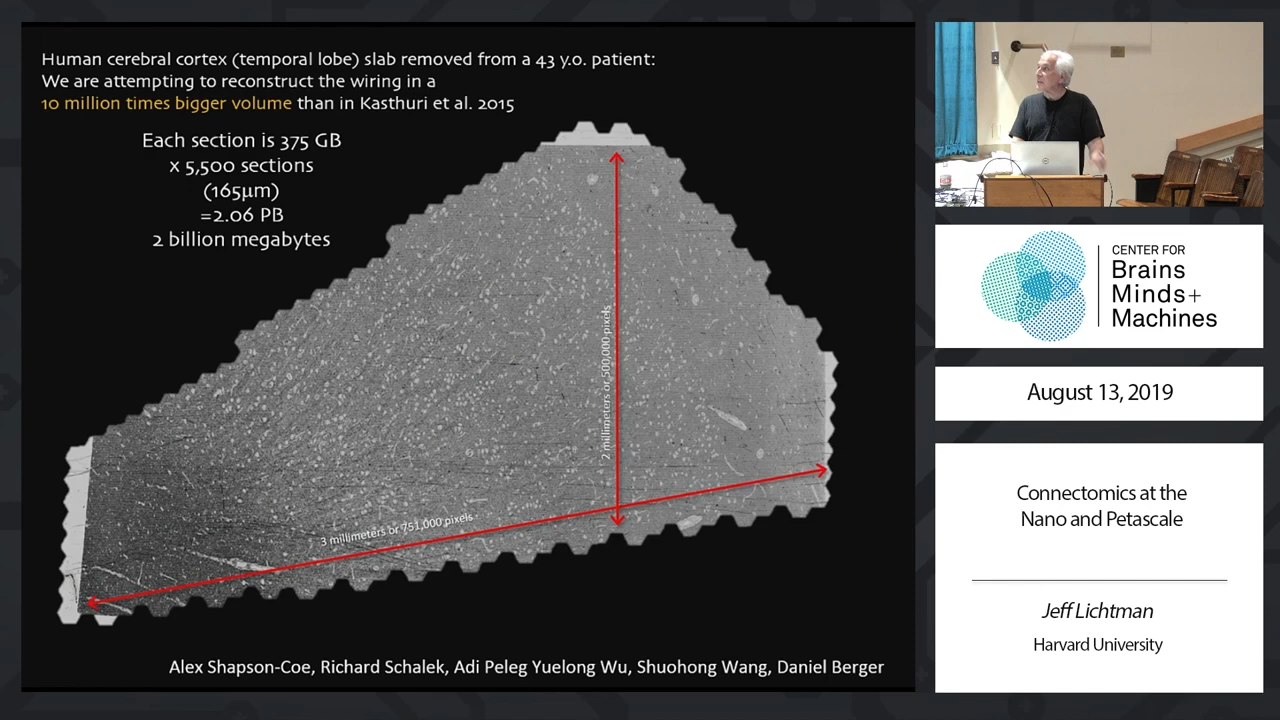 Human cerebral cortex (temporal lobe) slab removed from a 43 y.o. patient:
We are attempting to reconstruct the wiring in a
10 million times bigger volume than in Kasthuri et al. 2015
Each section is 375 GB
x 5,500 sections
(165µm)
=2.06 PB
2 billion megabytes
2 millimeters or 500,000 pixels
3 millimeters or 751,000 pixels
Alex Shapson-Coe, Richard Schalek, Adi Peleg Yuelong Wu, Shuohong Wang, Daniel Berger
CENTER FOR
Brains
Minds+
Machines
August 13, 2019
Connectomics at the
Nano and Petascale
Jeff Lichtman
Harvard University